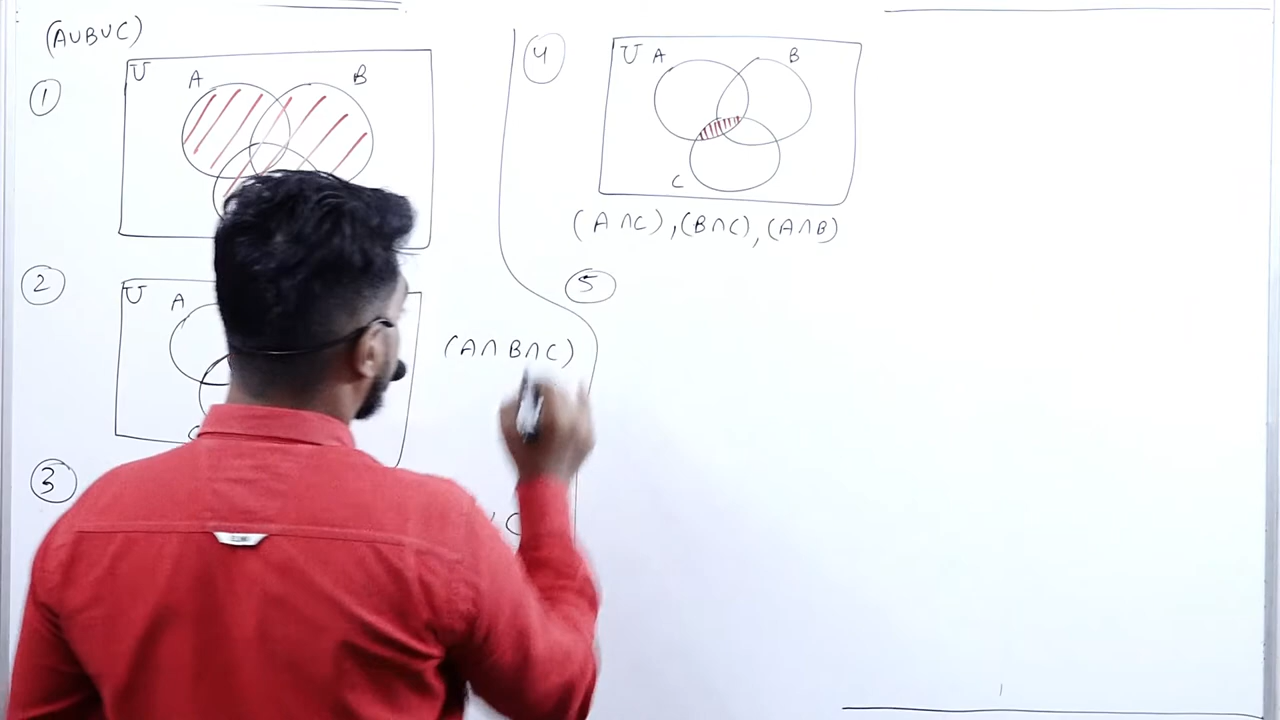 (A∪B∪C)
①
U A B
②
U A
(A∩B∩C)
③
④
U A B
C
(A∩C), (B∩C), (A∩B)
⑤